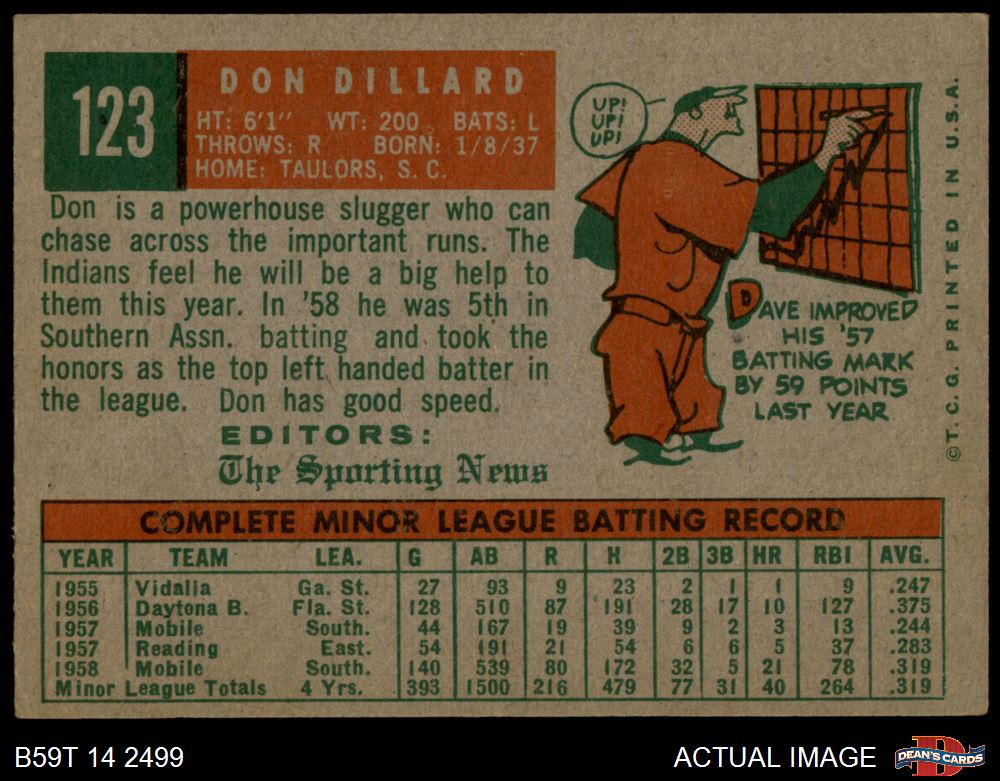 123
DON DILLARD
HT: 6'1" WT: 200 BATS: L
THROWS: R BORN: 1/8/37
HOME: TAULORS, S. C.
Don is a powerhouse slugger who can
chase across the important runs. The
Indians feel he will be a big help to
them this year. In '58 he was 5th in
Southern Assn. batting and took the
honors as the top left handed batter in
the league. Don has good speed.
EDITORS:
The Sporting News
UP!
UP!
UP!
DAVE IMPROVED
HIS '57
BATTING MARK
BY 59 POINTS
LAST YEAR
©T. C. G. PRINTED IN U.S.A.
COMPLETE MINOR LEAGUE BATTING RECORD
YEAR TEAM LEA. G AB R H 2B 3B HR RBI AVG.
1955 Vidalia Ga. St. 27 93 9 23 2 1 1 9 .247
1956 Daytona B. Fla. St. 128 510 87 191 28 17 10 127 .375
1957 Mobile South. 44 167 19 39 9 2 3 13 .244
1957 Reading East. 54 191 21 54 6 6 5 37 .283
1958 Mobile South. 140 539 80 172 32 5 21 78 .319
Minor League Totals 4 Yrs. 393 1500 216 479 77 31 40 264 .319
B59T 14 2499
ACTUAL IMAGE
D
DEAN'S CARDS